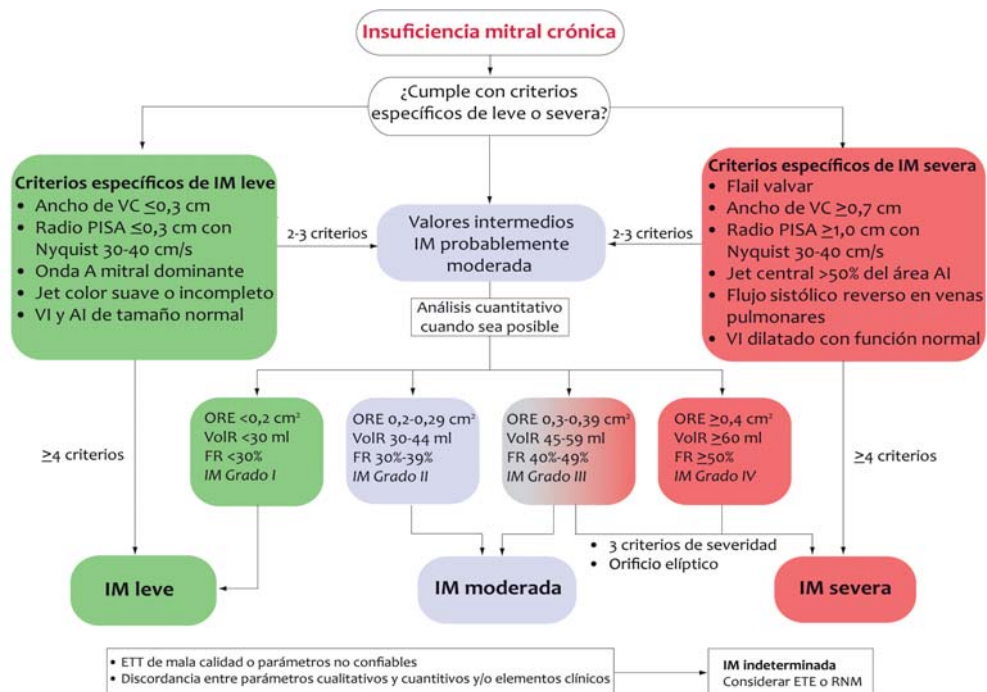 Insuficiencia mitral crónica
¿Cumple con criterios
específicos de leve o severa?
Criterios específicos de IM leve
• Ancho de VC ≤0,3 cm
• Radio PISA ≤0,3 cm con
Nyquist 30-40 cm/s
• Onda A mitral dominante
• Jet color suave o incompleto
• VI y AI de tamaño normal
2-3 criterios
Valores intermedios
IM probablemente
moderada
2-3 criterios
Criterios específicos de IM severa
• Flail valvar
• Ancho de VC ≥0,7 cm
• Radio PISA ≥1,0 cm con
Nyquist 30-40 cm/s
• Jet central >50% del área AI
• Flujo sistólico reverso en venas
pulmonares
• VI dilatado con función normal
Análisis cuantitativo
cuando sea posible
≥4 criterios
ORE <0,2 cm²
VolR <30 ml
FR <30%
IM Grado I
ORE 0,2-0,29 cm²
VolR 30-44 ml
FR 30%-39%
IM Grado II
ORE 0,3-0,39 cm²
VolR 45-59 ml
FR 40%-49%
IM Grado III
ORE ≥0,4 cm²
VolR ≥60 ml
FR ≥50%
IM Grado IV
≥4 criterios
• 3 criterios de severidad
• Orificio elíptico
IM leve
IM moderada
IM severa
• ETT de mala calidad o parámetros no confiables
• Discordancia entre parámetros cualitativos y cuantitivos y/o elementos clínicos
IM indeterminada
Considerar ETE o RNM